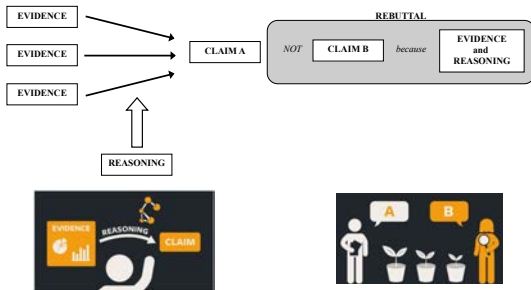 EVIDENCE
EVIDENCE
EVIDENCE
CLAIM A
REASONING
REBUTTAL
NOT
CLAIM B
because
EVIDENCE
and
REASONING
EVIDENCE
REASONING
CLAIM
A
B